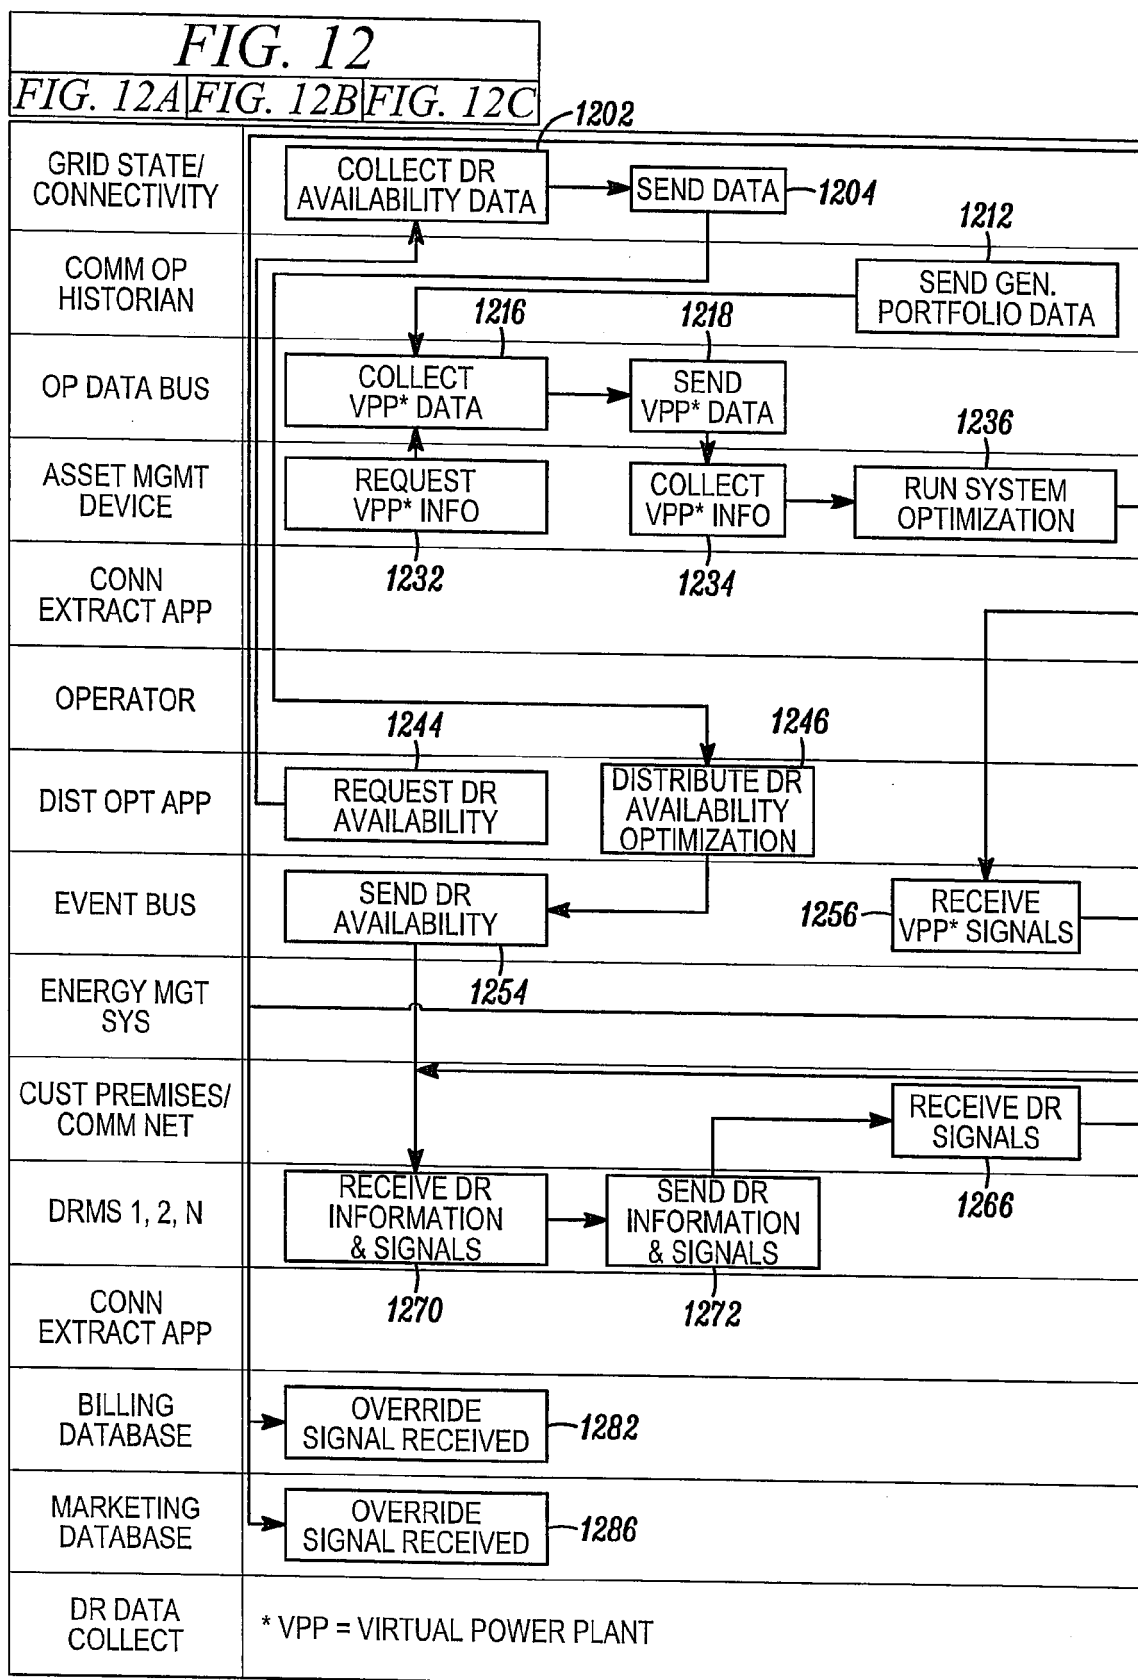 FIG. 12
FIG. 12A FIG. 12B FIG. 12C
1202
GRID STATE/
CONNECTIVITY
COLLECT DR
AVAILABILITY DATA
SEND DATA
1204
1212
COMM OP
HISTORIAN
SEND GEN.
PORTFOLIO DATA
1216
1218
OP DATA BUS
COLLECT
VPP* DATA
SEND
VPP* DATA
1236
ASSET MGMT
DEVICE
REQUEST
VPP* INFO
COLLECT
VPP* INFO
RUN SYSTEM
OPTIMIZATION
1232
1234
CONN
EXTRACT APP
OPERATOR
1244
1246
DIST OPT APP
REQUEST DR
AVAILABILITY
DISTRIBUTE DR
AVAILABILITY
OPTIMIZATION
EVENT BUS
SEND DR
AVAILABILITY
1256
RECEIVE
VPP* SIGNALS
1254
ENERGY MGT
SYS
CUST PREMISES/
COMM NET
RECEIVE DR
SIGNALS
1266
DRMS 1, 2, N
RECEIVE DR
INFORMATION
& SIGNALS
SEND DR
INFORMATION
& SIGNALS
1270
1272
CONN
EXTRACT APP
BILLING
DATABASE
OVERRIDE
SIGNAL RECEIVED
1282
MARKETING
DATABASE
OVERRIDE
SIGNAL RECEIVED
1286
DR DATA
COLLECT
* VPP = VIRTUAL POWER PLANT